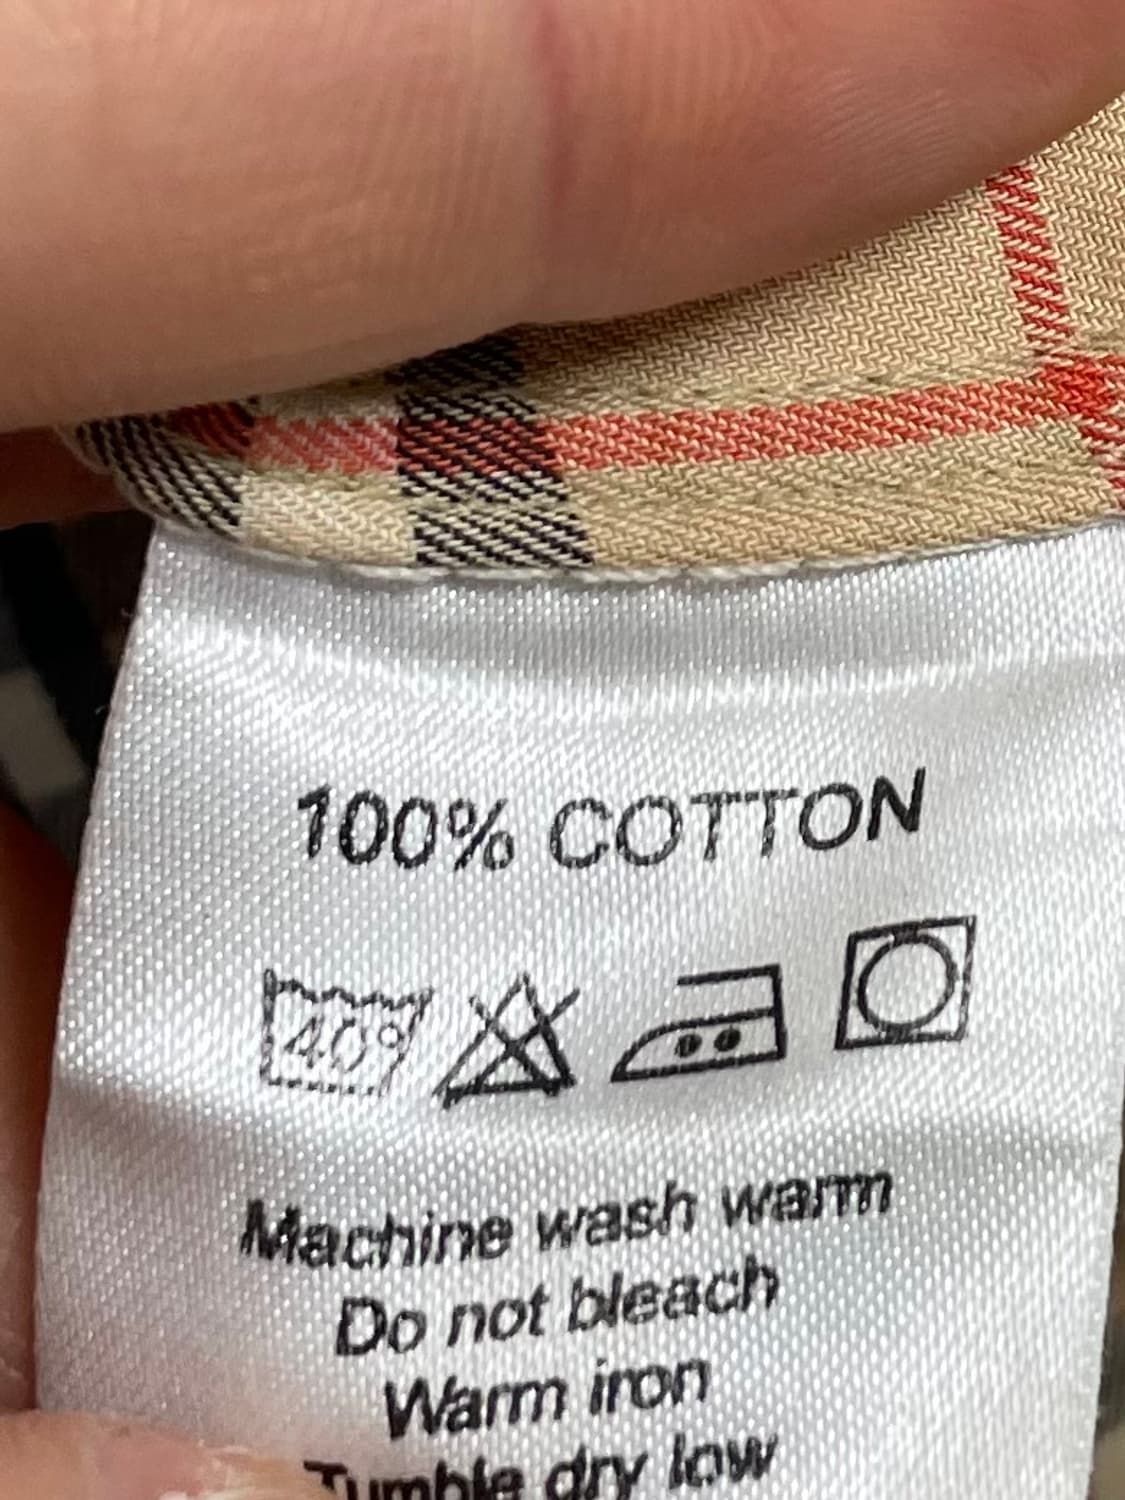 100% COTTON
40°
Machine wash warm
Do not bleach
Warm iron
Tumble dry low